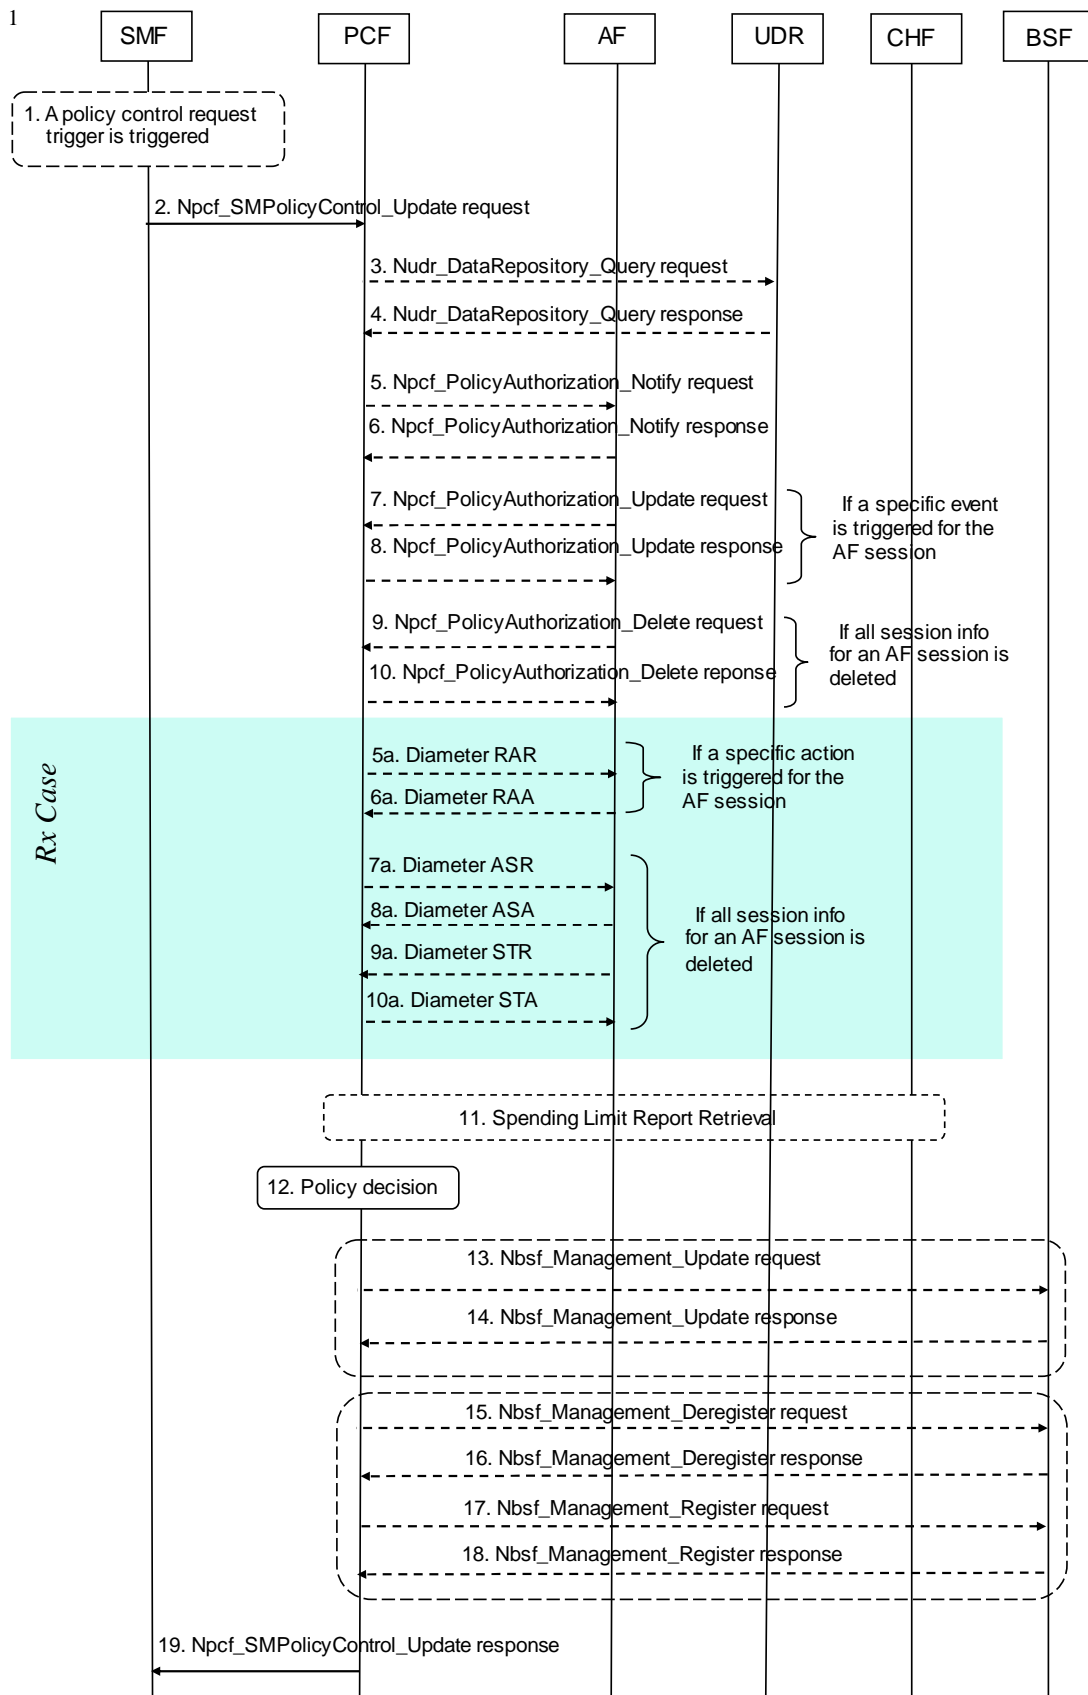 1
SMF
PCF
AF
UDR
CHF
BSF
1. A policy control request
trigger is triggered
2. Npcf_SMPolicyControl_Update request
3. Nudr_DataRepository_Query request
4. Nudr_DataRepository_Query response
5. Npcf_PolicyAuthorization_Notify request
6. Npcf_PolicyAuthorization_Notify response
7. Npcf_PolicyAuthorization_Update request
8. Npcf_PolicyAuthorization_Update response
If a specific event
is triggered for the
AF session
9. Npcf_PolicyAuthorization_Delete request
10. Npcf_PolicyAuthorization_Delete reponse
If all session info
for an AF session is
deleted
Rx Case
5a. Diameter RAR
6a. Diameter RAA
If a specific action
is triggered for the
AF session
7a. Diameter ASR
8a. Diameter ASA
9a. Diameter STR
10a. Diameter STA
If all session info
for an AF session is
deleted
11. Spending Limit Report Retrieval
12. Policy decision
13. Nbsf_Management_Update request
14. Nbsf_Management_Update response
15. Nbsf_Management_Deregister request
16. Nbsf_Management_Deregister response
17. Nbsf_Management_Register request
18. Nbsf_Management_Register response
19. Npcf_SMPolicyControl_Update response